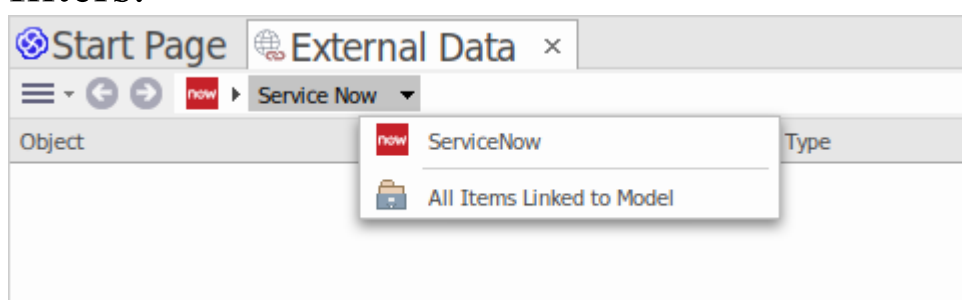 filters.
Start Page External Data ×
now Service Now
Object Type
now ServiceNow
All Items Linked to Model